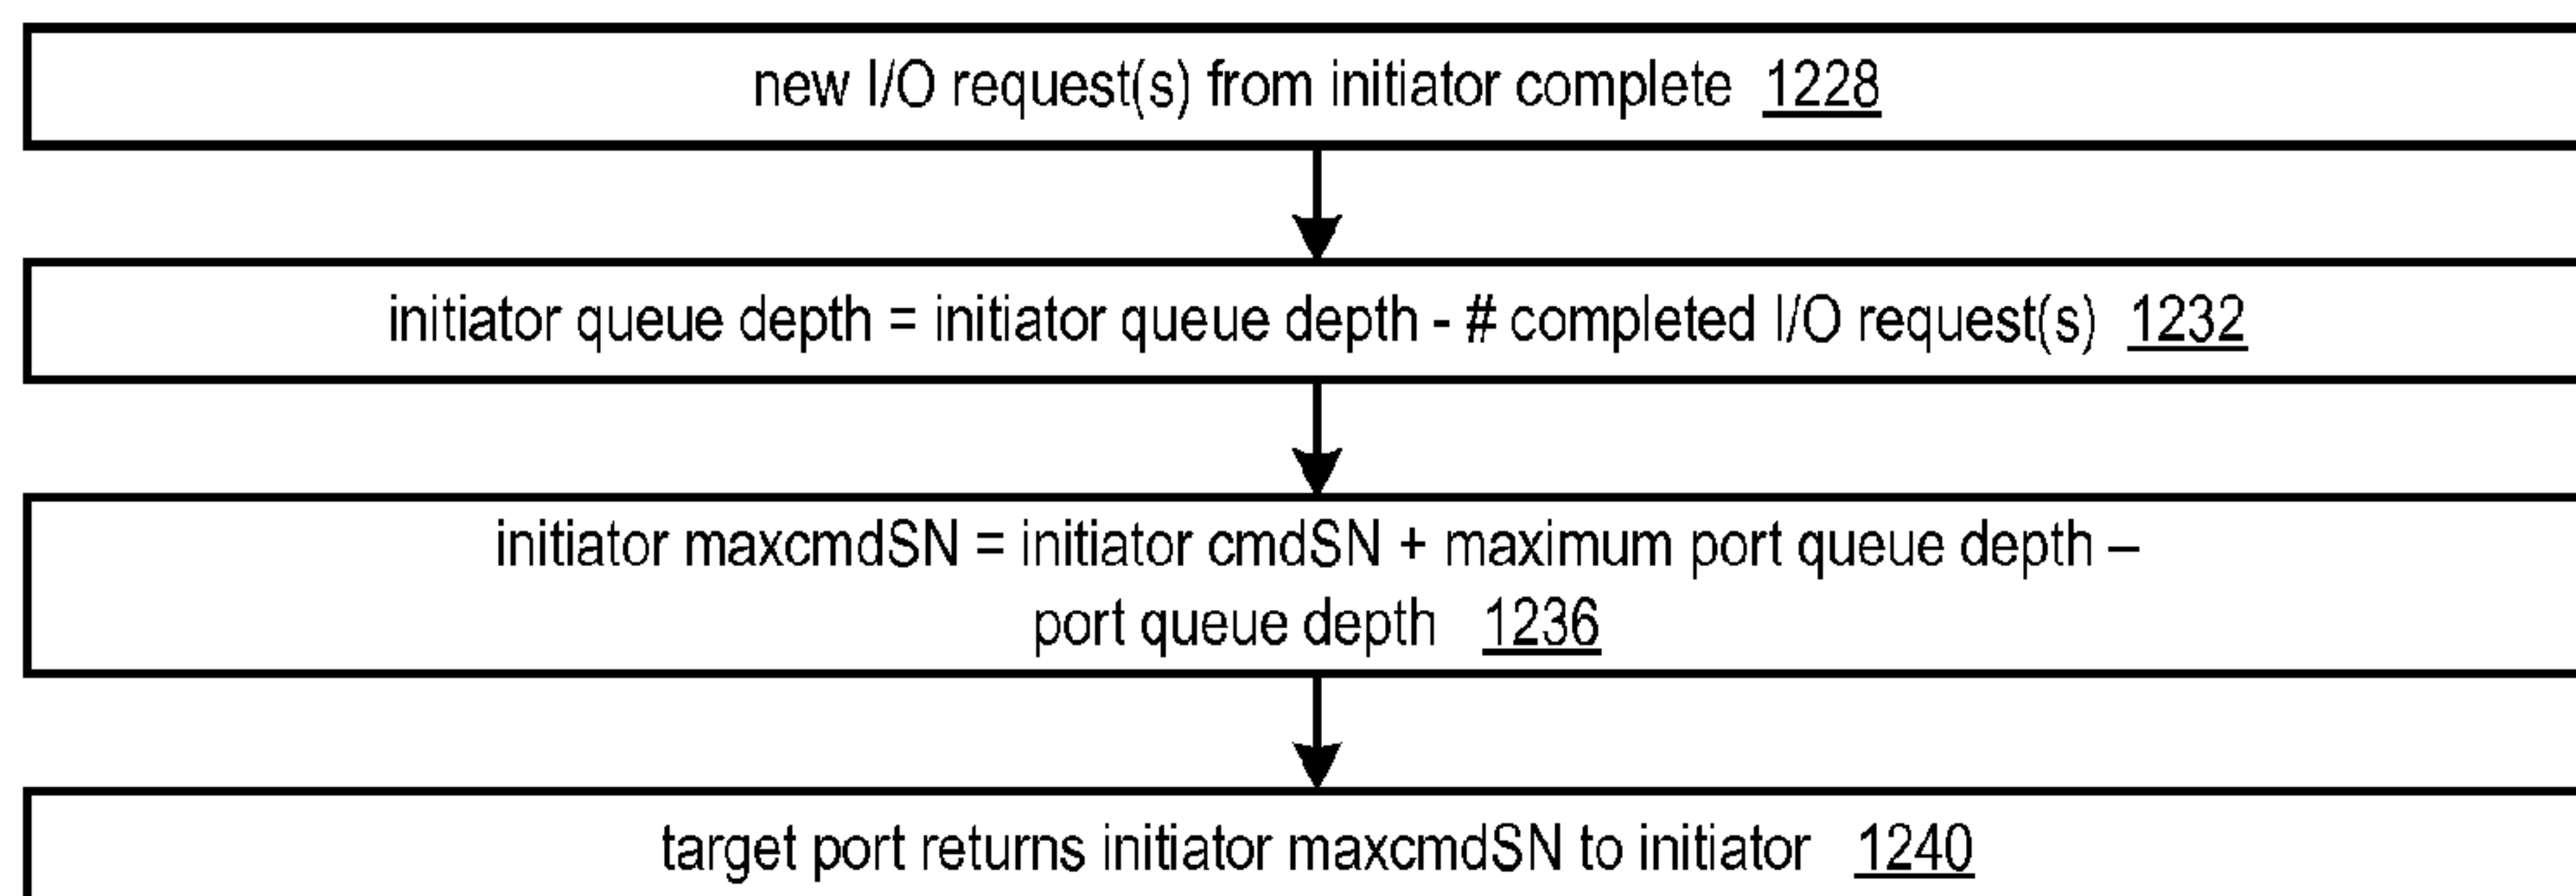 new I/O request(s) from initiator complete 1228
initiator queue depth = initiator queue depth - # completed I/O request(s) 1232
initiator maxcmdSN = initiator cmdSN + maximum port queue depth –
port queue depth 1236
target port returns initiator maxcmdSN to initiator 1240